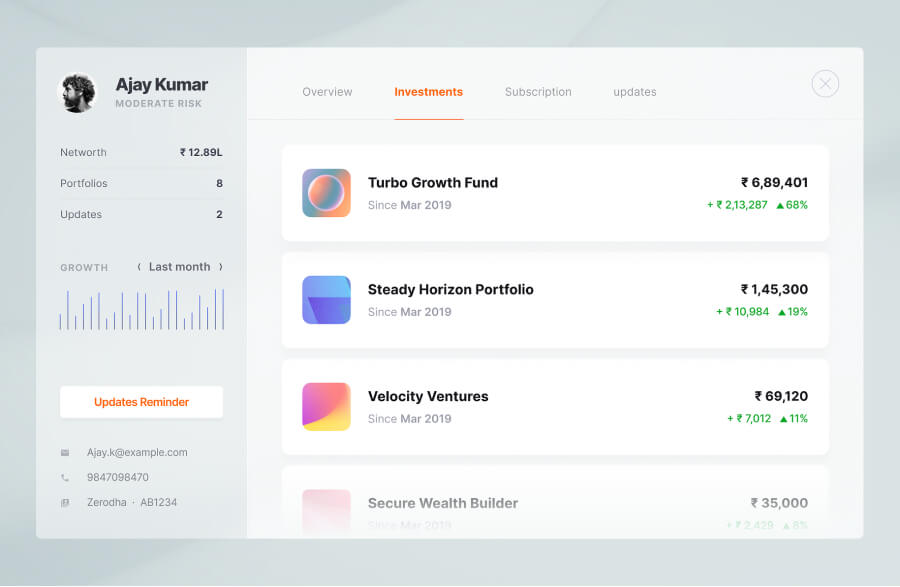 Ajay Kumar
MODERATE RISK
Networth ₹ 12.89L
Portfolios 8
Updates 2
GROWTH ⟨ Last month ⟩
Updates Reminder
Ajay.k@example.com
9847098470
Zerodha · AB1234
Overview Investments Subscription updates
Turbo Growth Fund ₹ 6,89,401
Since Mar 2019 + ₹ 2,13,287 ▲68%
Steady Horizon Portfolio ₹ 1,45,300
Since Mar 2019 + ₹ 10,984 ▲19%
Velocity Ventures ₹ 69,120
Since Mar 2019 + ₹ 7,012 ▲11%
Secure Wealth Builder ₹ 35,000
Since Mar 2019 + ₹ 2,429 ▲8%